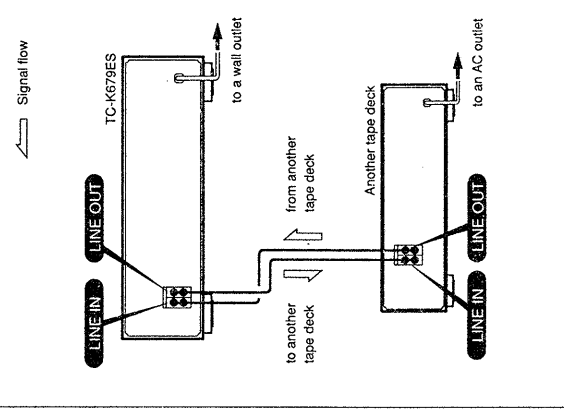 Signal flow
TC-K679ES
to a wall outlet
LINE OUT
LINE IN
from another
tape deck
to another
tape deck
Another tape deck
to an AC outlet
LINE OUT
LINE IN